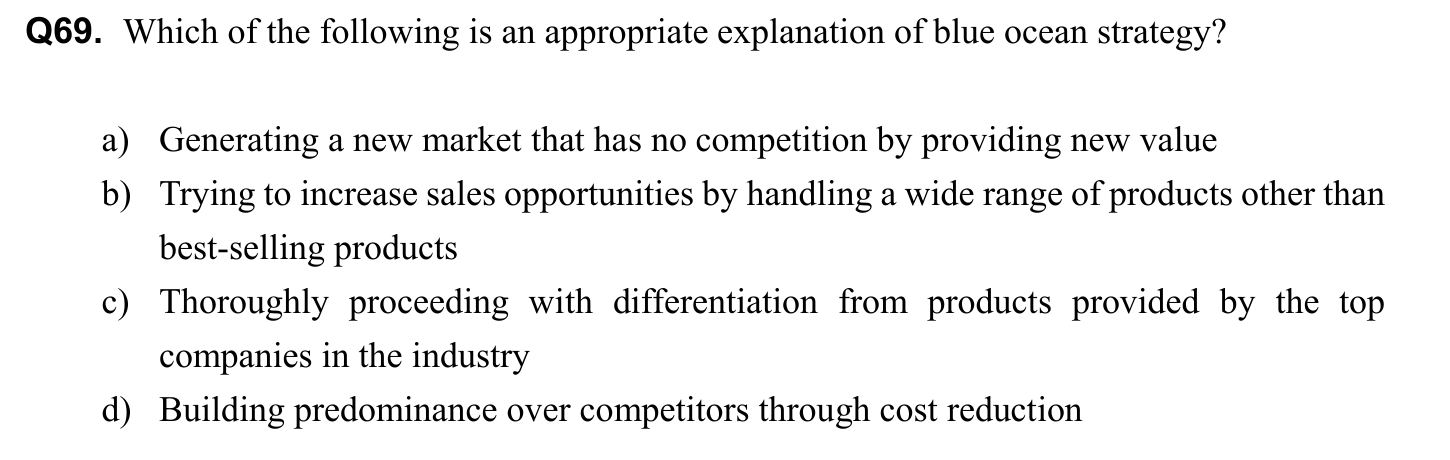 Q69. Which of the following is an appropriate explanation of blue ocean strategy?
a) Generating a new market that has no competition by providing new value
b) Trying to increase sales opportunities by handling a wide range of products other than
best-selling products
c) Thoroughly proceeding with differentiation from products provided by the top
companies in the industry
d) Building predominance over competitors through cost reduction